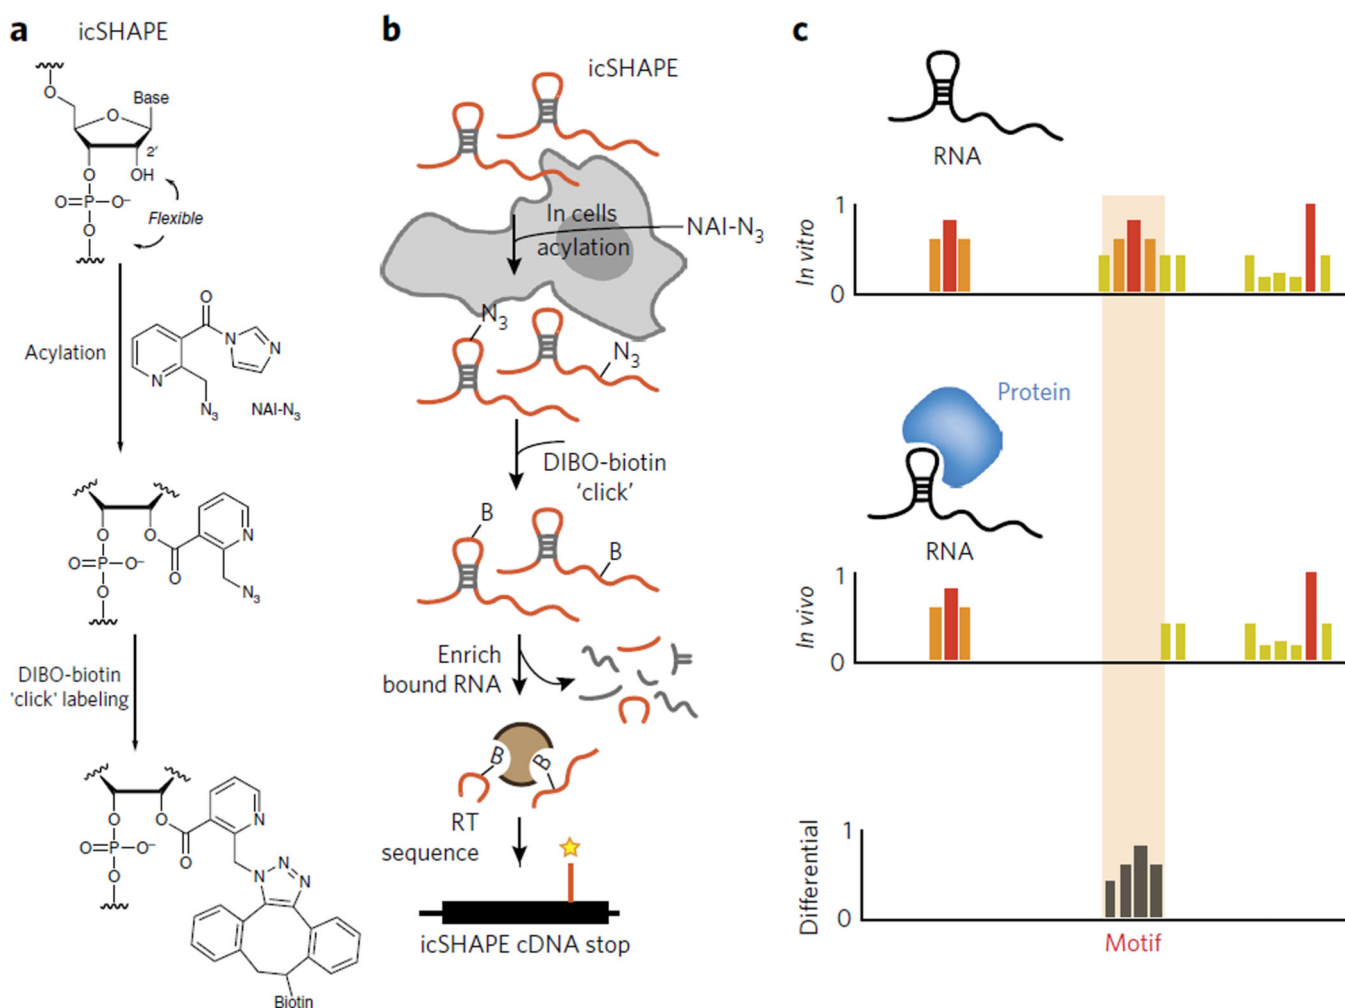 a
icSHAPE
O
Base
O
2'
O
OH
O=P–O⁻
Flexible
O
O
Acylation
N
N
N
N₃
NAI-N₃
O
O
N
O=P–O⁻
O
O
N₃
DIBO-biotin
'click' labeling
O
O
N
O=P–O⁻
O
O
N
N
N
Biotin
b
icSHAPE
In cells
acylation
NAI-N₃
N₃
N₃
DIBO-biotin
'click'
B
B
Enrich
bound RNA
B
B
RT
sequence
icSHAPE cDNA stop
c
RNA
1
In vitro
0
Protein
RNA
1
In vivo
0
1
Differential
0
Motif